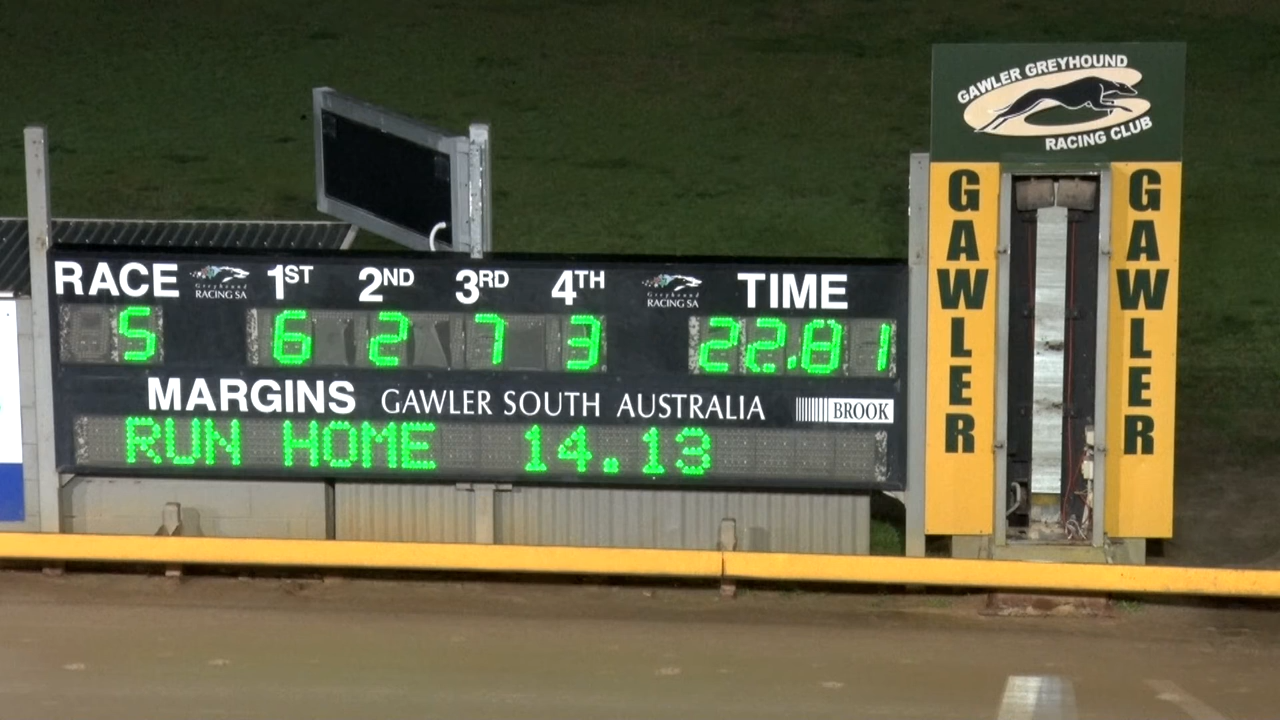 GAWLER GREYHOUND
RACING CLUB
RACE 1ST 2ND 3RD 4TH TIME
Greyhound
RACING SA
Greyhound
RACING SA
5 6 2 7 3 22.81
MARGINS GAWLER SOUTH AUSTRALIA BROOK
RUN HOME 14.13
GAWLER
GAWLER